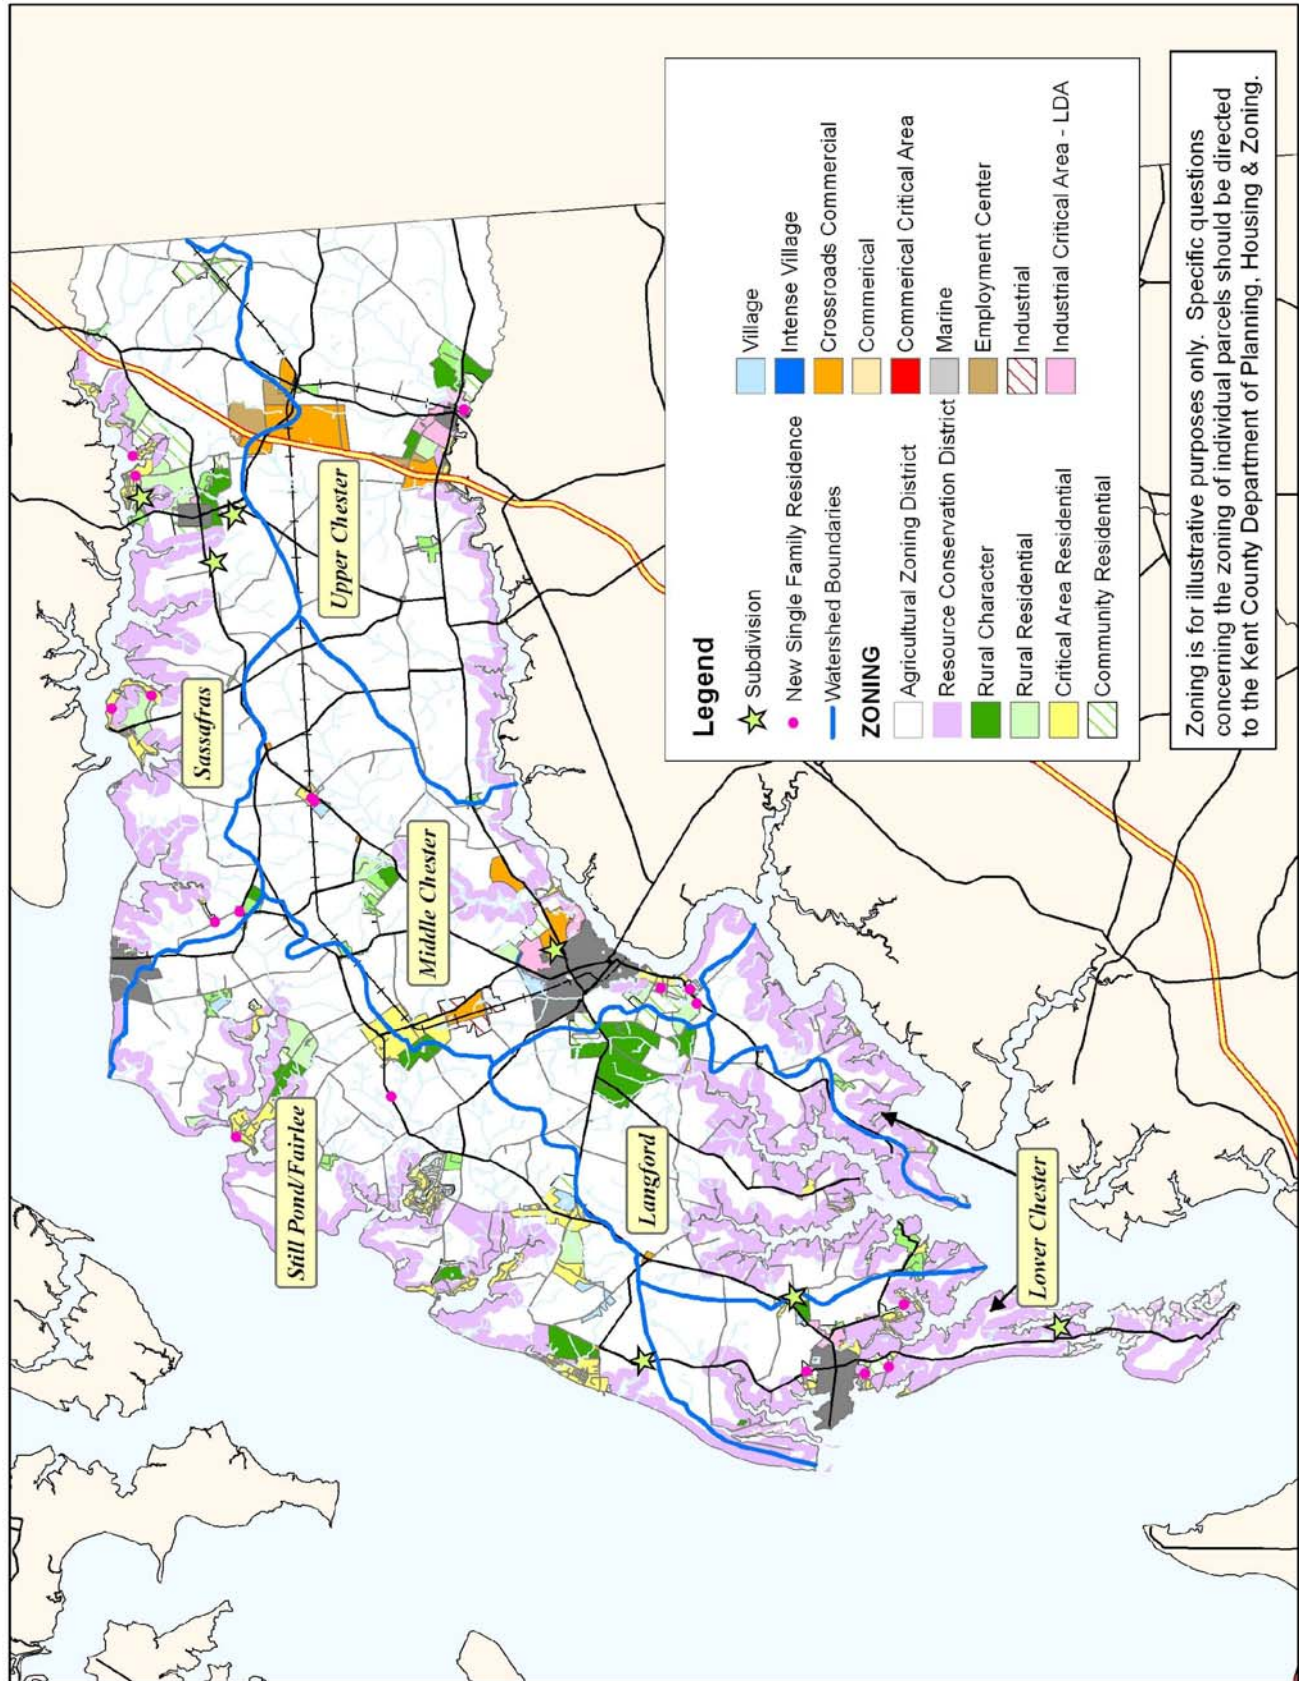 Sassafras
Upper Chester
Middle Chester
Still Pond/Fairlee
Langford
Lower Chester
Legend
Subdivision
New Single Family Residence
Watershed Boundaries
ZONING
Agricultural Zoning District
Resource Conservation District
Rural Character
Rural Residential
Critical Area Residential
Community Residential
Village
Intense Village
Crossroads Commercial
Commerical
Commerical Critical Area
Marine
Employment Center
Industrial
Industrial Critical Area - LDA
Zoning is for illustrative purposes only. Specific questions
concerning the zoning of individual parcels should be directed
to the Kent County Department of Planning, Housing & Zoning.